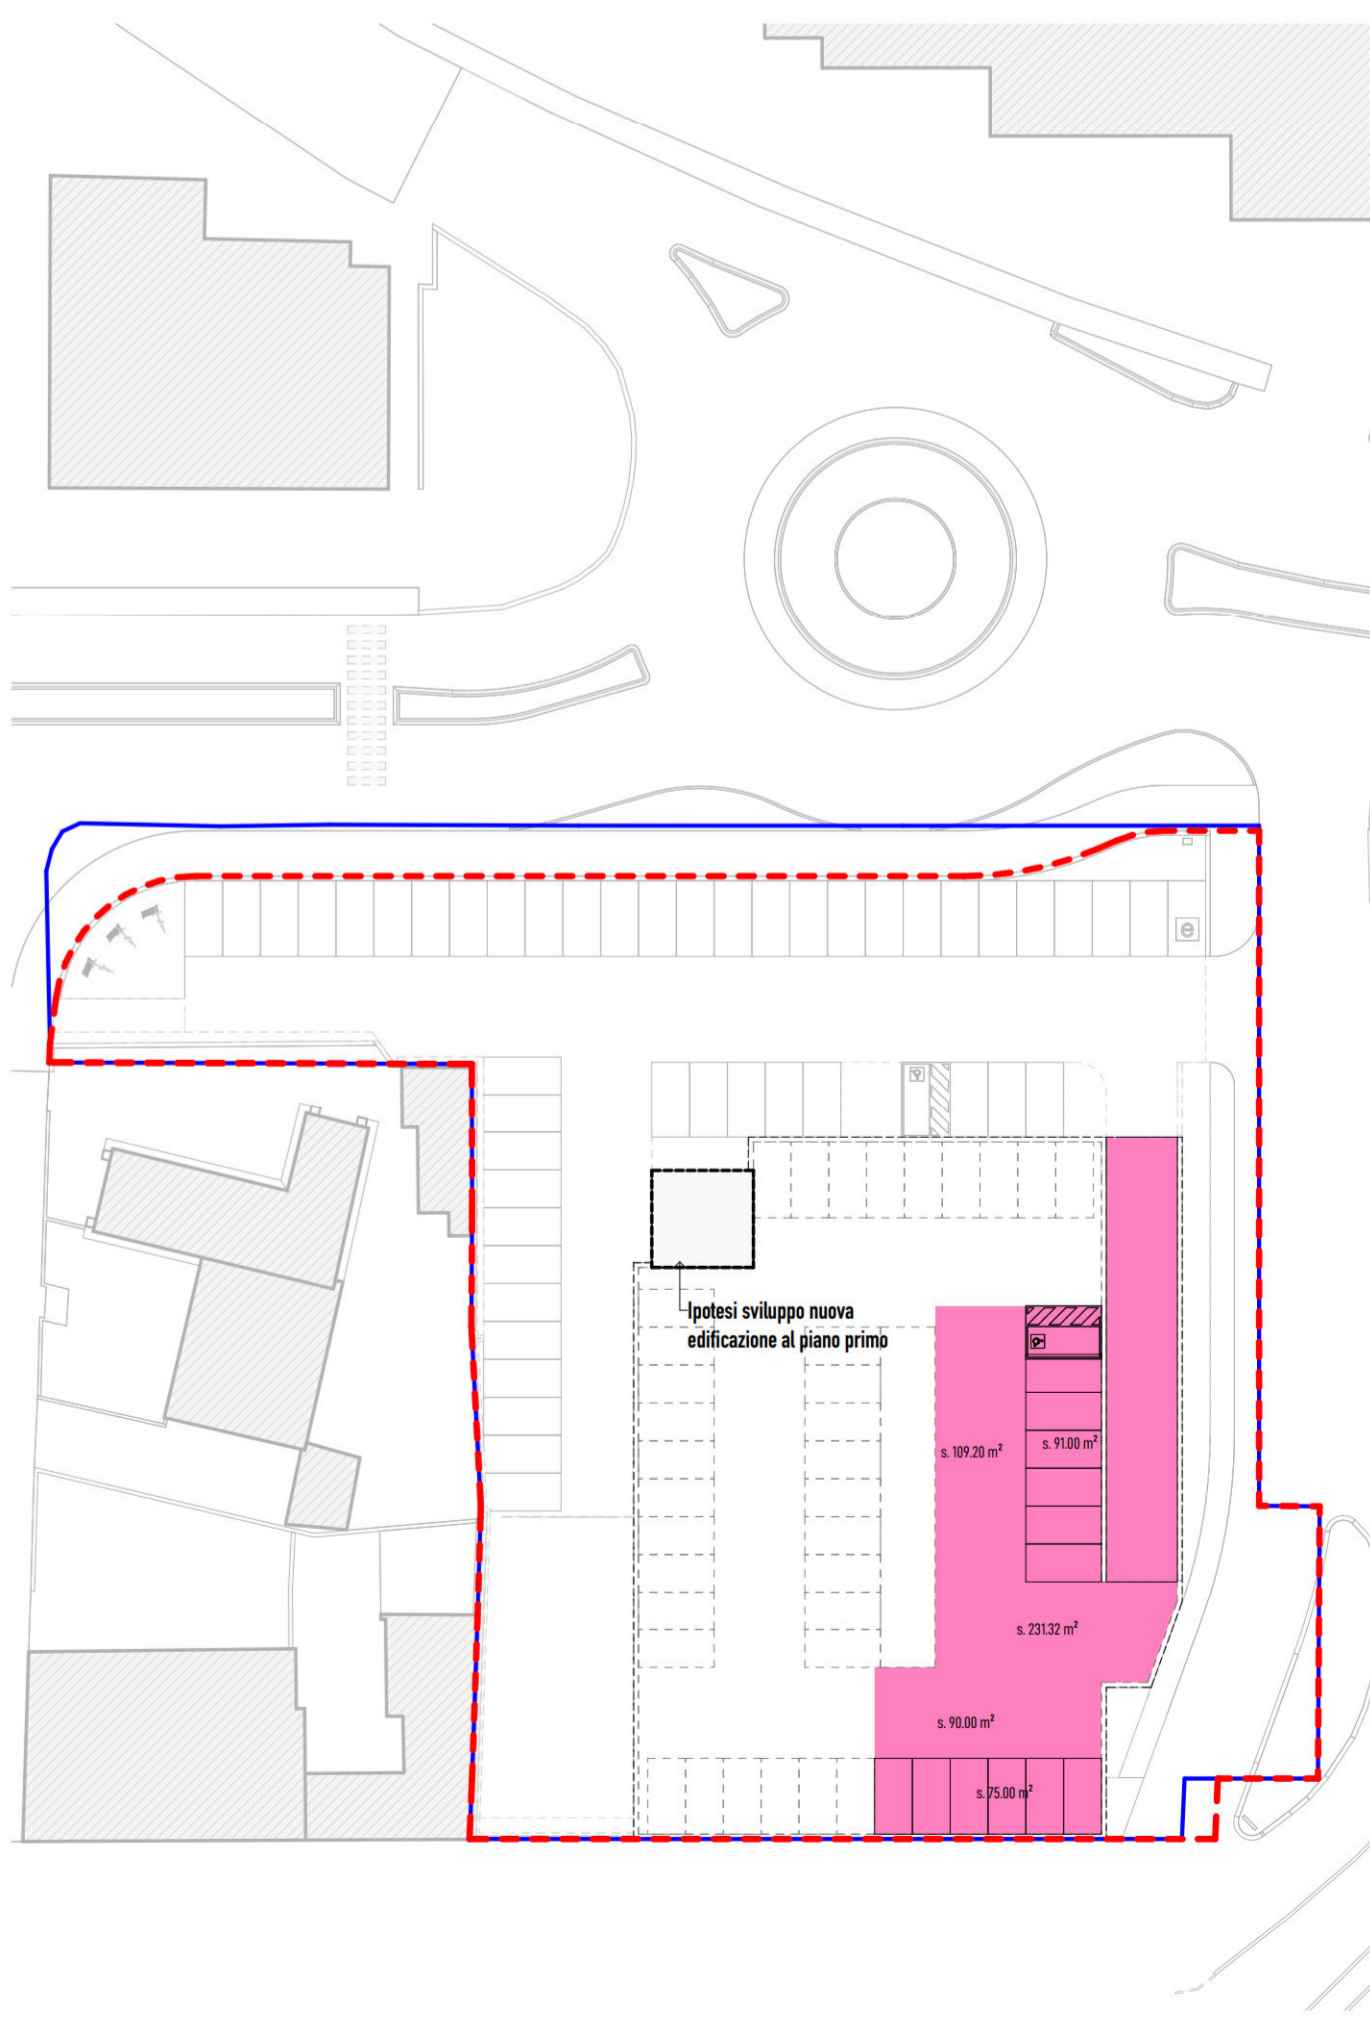 Ipotesi sviluppo nuova
edificazione al piano primo
s. 109.20 m²
s. 91.00 m²
s. 231.32 m²
s. 90.00 m²
s. 75.00 m²